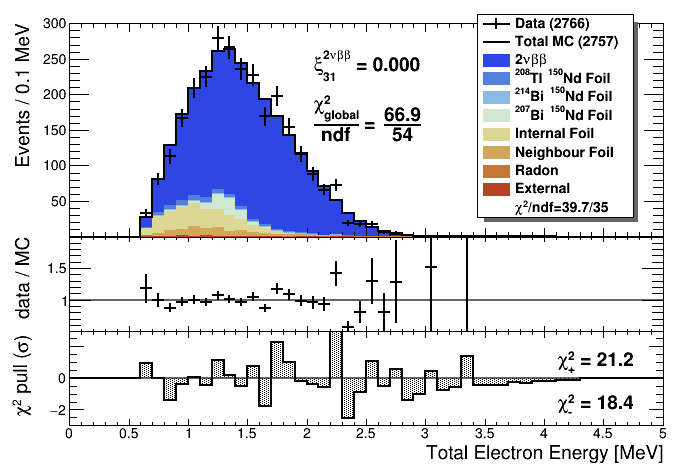 Events / 0.1 MeV
300
250
200
150
100
50
ξ³¹ 2νββ = 0.000
χ² global / ndf = 66.9 / 54
Data (2766)
Total MC (2757)
2νββ
²⁰⁸Tl ¹⁵⁰Nd Foil
²¹⁴Bi ¹⁵⁰Nd Foil
²⁰⁷Bi ¹⁵⁰Nd Foil
Internal Foil
Neighbour Foil
Radon
External
χ²/ndf=39.7/35
data / MC
1.5
1
χ² pull (σ)
0
−2
χ²₊ = 21.2
χ²₋ = 18.4
0 0.5 1 1.5 2 2.5 3 3.5 4 4.5 5
Total Electron Energy [MeV]